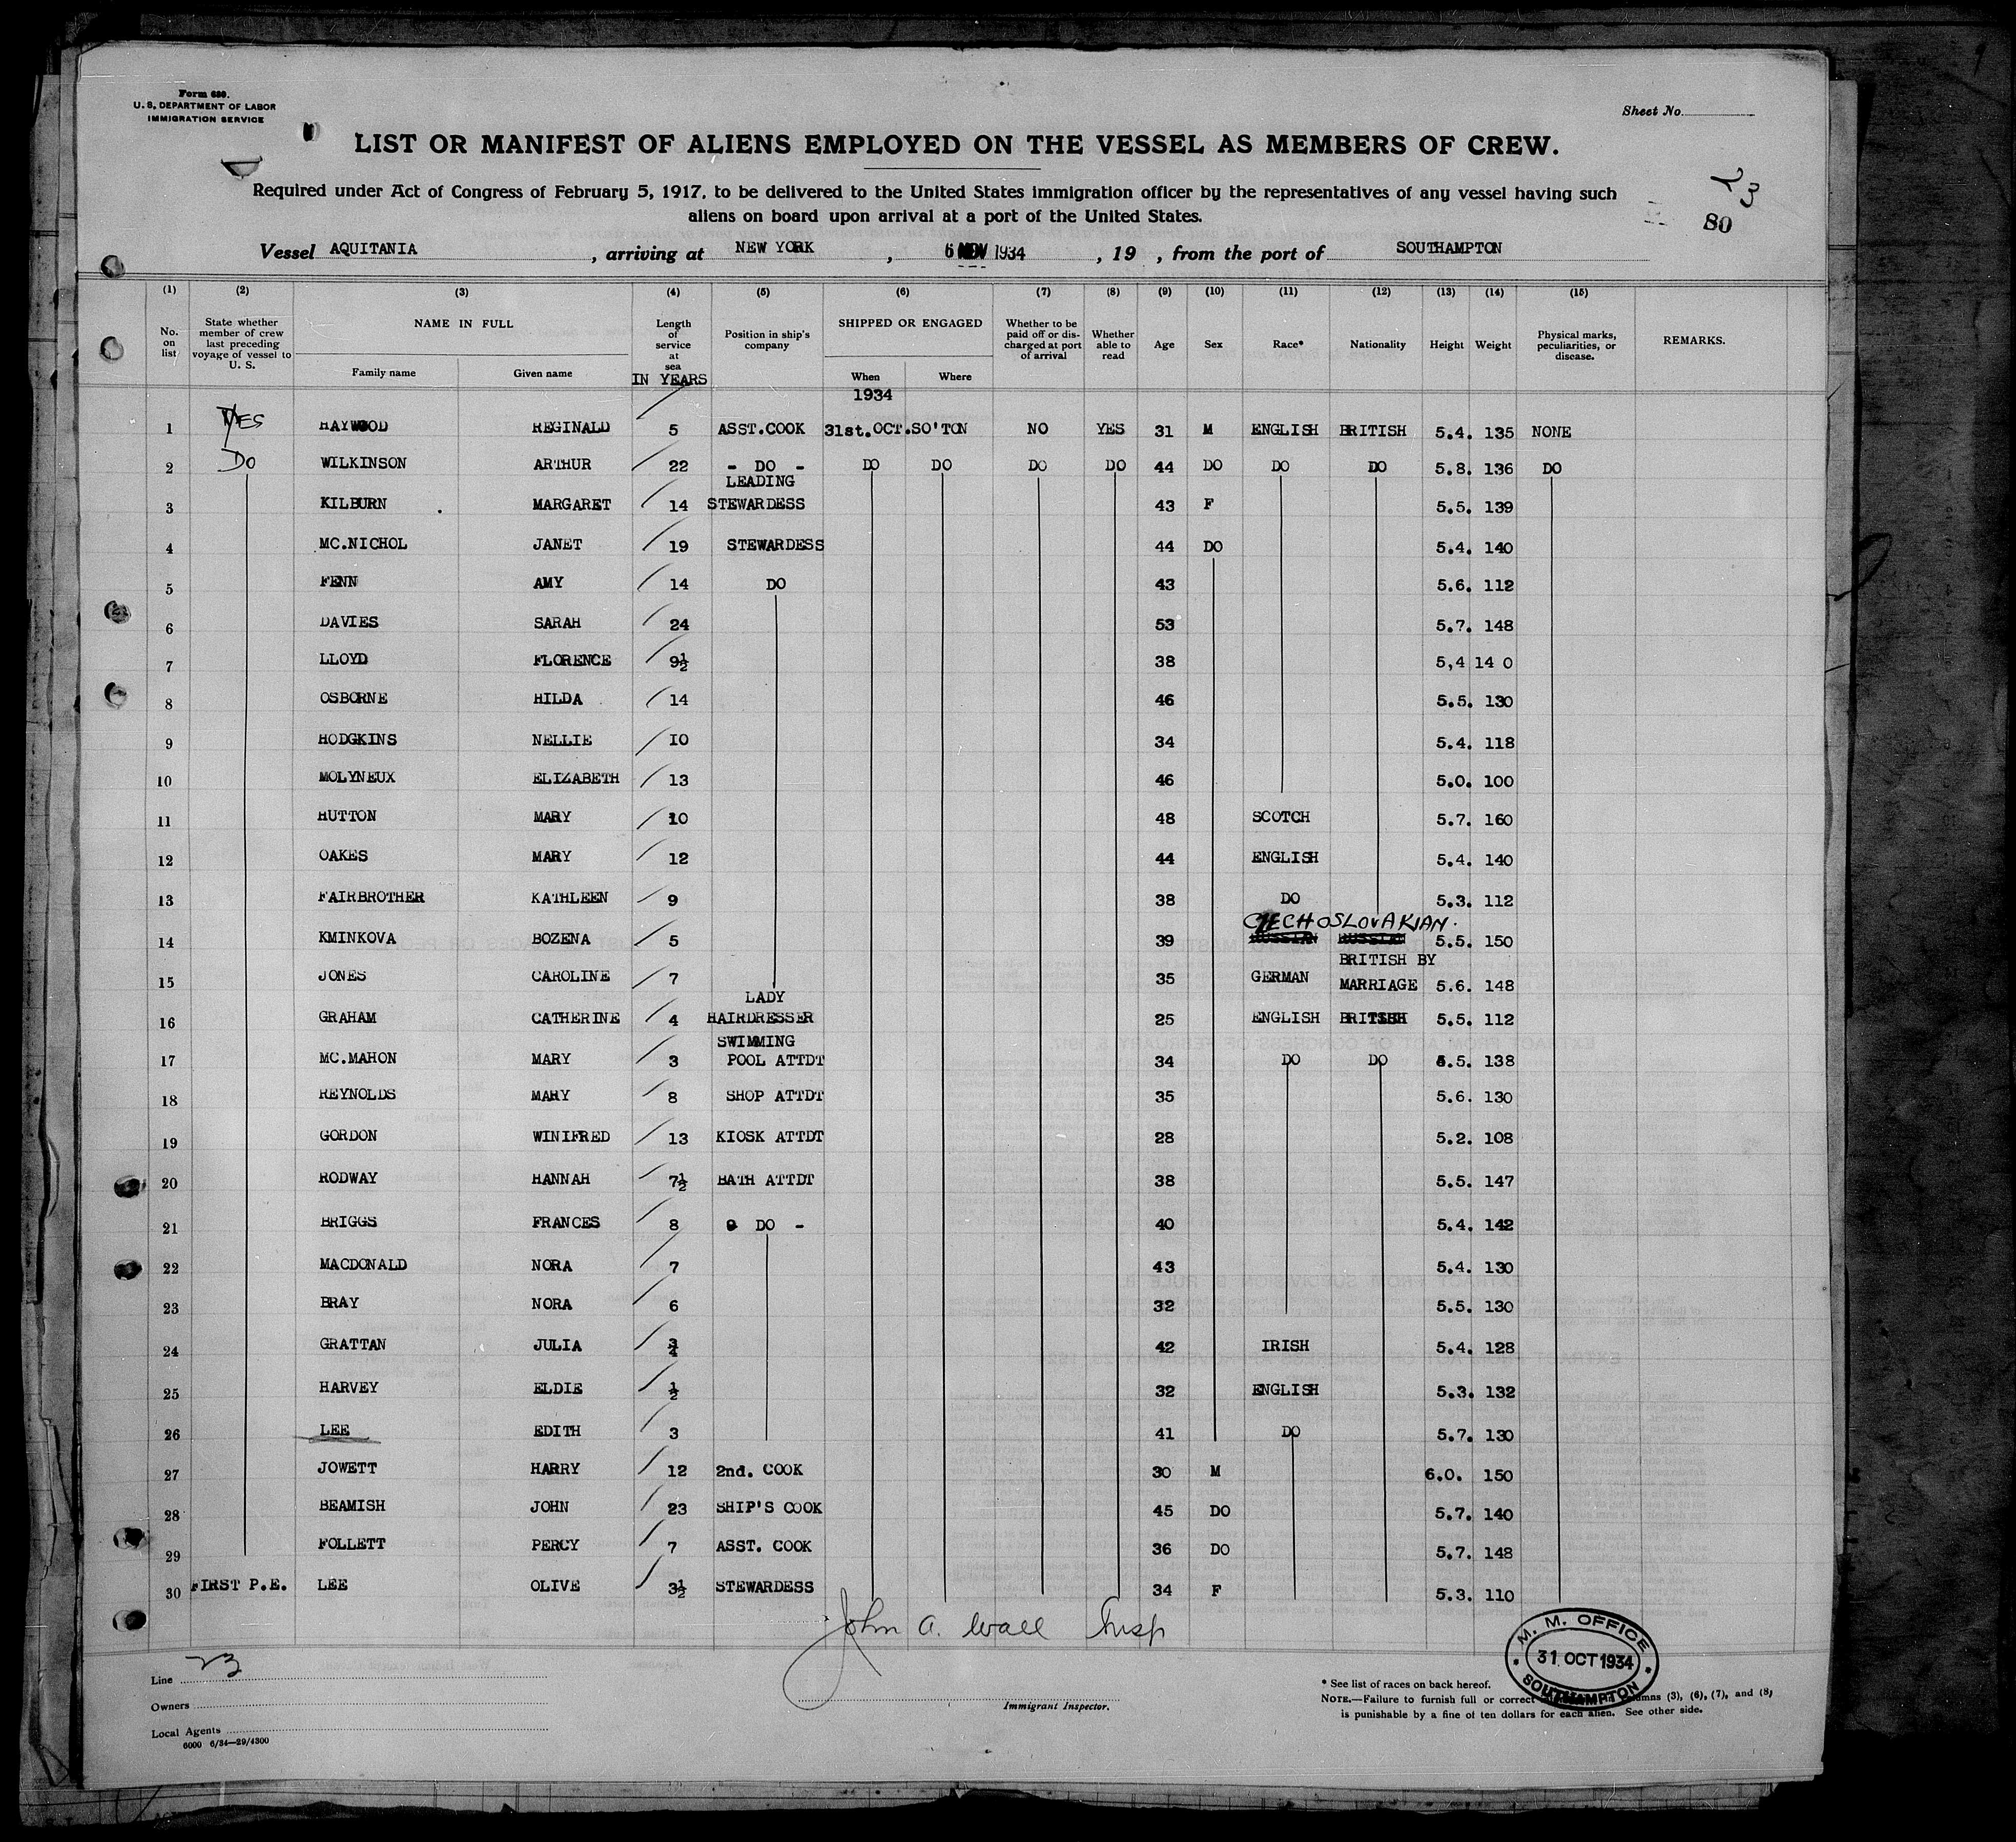 Form 680.
U.S. DEPARTMENT OF LABOR
IMMIGRATION SERVICE
Sheet No.
LIST OR MANIFEST OF ALIENS EMPLOYED ON THE VESSEL AS MEMBERS OF CREW.
Required under Act of Congress of February 5, 1917, to be delivered to the United States immigration officer by the representatives of any vessel having such
aliens on board upon arrival at a port of the United States.
23
80
Vessel AQUITANIA, arriving at NEW YORK, 6 NOV 1934, 19 , from the port of SOUTHAMPTON
(1) (2) (3) (4) (5) (6) (7) (8) (9) (10) (11) (12) (13) (14) (15)
No. on list
State whether member of crew last preceding voyage of vessel to U. S.
NAME IN FULL
Family name
Given name
Length of service at sea
IN YEARS
Position in ship's company
SHIPPED OR ENGAGED
When
Where
1934
Whether to be paid off or discharged at port of arrival
Whether able to read
Age
Sex
Race*
Nationality
Height
Weight
Physical marks, peculiarities, or disease.
REMARKS.
1 YES HAYWOOD REGINALD 5 ASST.COOK 31st.OCT.SO'TON NO YES 31 M ENGLISH BRITISH 5.4. 135 NONE
2 Do WILKINSON ARTHUR 22 - DO - DO DO DO DO 44 DO DO DO 5.8. 136 DO
3 KILBURN MARGARET 14 LEADING STEWARDESS 43 F 5.5. 139
4 MC.NICHOL JANET 19 STEWARDESS 44 DO 5.4. 140
5 FENN AMY 14 DO 43 5.6. 112
6 DAVIES SARAH 24 53 5.7. 148
7 LLOYD FLORENCE 9½ 38 5,4 14 0
8 OSBORNE HILDA 14 46 5.5. 130
9 HODGKINS NELLIE 10 34 5.4. 118
10 MOLYNEUX ELIZABETH 13 46 5.0. 100
11 HUTTON MARY 10 48 SCOTCH 5.7. 160
12 OAKES MARY 12 44 ENGLISH 5.4. 140
13 FAIRBROTHER KATHLEEN 9 38 DO 5.3. 112
14 KMINKOVA BOZENA 5 39 CZECHOSLOVAKIAN. 5.5. 150
15 JONES CAROLINE 7 35 GERMAN BRITISH BY MARRIAGE 5.6. 148
16 GRAHAM CATHERINE 4 LADY HAIRDRESSER 25 ENGLISH BRITISH 5.5. 112
17 MC.MAHON MARY 3 SWIMMING POOL ATTDT 34 DO DO 5.5. 138
18 REYNOLDS MARY 8 SHOP ATTDT 35 5.6. 130
19 GORDON WINIFRED 13 KIOSK ATTDT 28 5.2. 108
20 RODWAY HANNAH 7½ BATH ATTDT 38 5.5. 147
21 BRIGGS FRANCES 8 DO - 40 5.4. 142
22 MACDONALD NORA 7 43 5.4. 130
23 BRAY NORA 6 32 5.5. 130
24 GRATTAN JULIA ¾ 42 IRISH 5.4. 128
25 HARVEY ELDIE ½ 32 ENGLISH 5.3. 132
26 LEE EDITH 3 41 DO 5.7. 130
27 JOWETT HARRY 12 2nd. COOK 30 M 6.0. 150
28 BEAMISH JOHN 23 SHIP'S COOK 45 DO 5.7. 140
29 FOLLETT PERCY 7 ASST. COOK 36 DO 5.7. 148
30 FIRST P.E. LEE OLIVE 3½ STEWARDESS 34 F 5.3. 110
John A. Wall Insp
Immigrant Inspector.
Line 23
Owners
Local Agents
6000 6/34—29/4300
M. M. OFFICE
31 OCT 1934
SOUTHAMPTON
* See list of races on back hereof.
NOTE.—Failure to furnish full or correct columns (3), (6), (7), and (8)
is punishable by a fine of ten dollars for each alien. See other side.